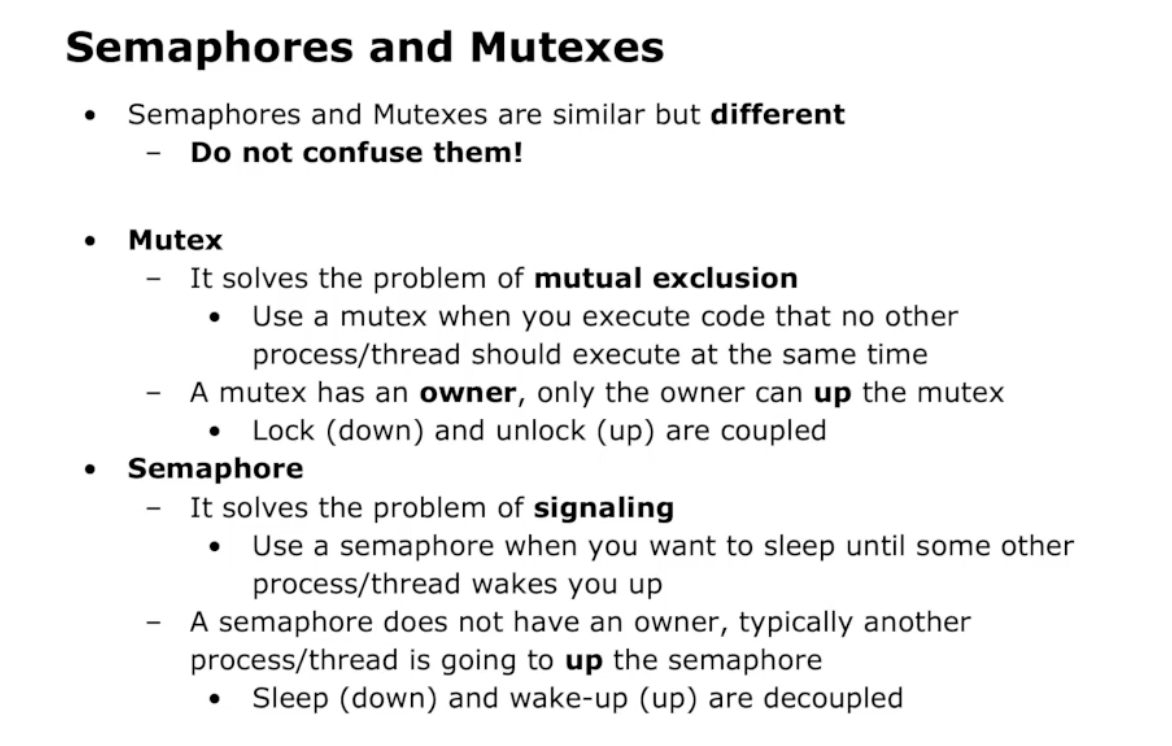 Semaphores and Mutexes
• Semaphores and Mutexes are similar but different
– Do not confuse them!
• Mutex
– It solves the problem of mutual exclusion
• Use a mutex when you execute code that no other
process/thread should execute at the same time
– A mutex has an owner, only the owner can up the mutex
• Lock (down) and unlock (up) are coupled
• Semaphore
– It solves the problem of signaling
• Use a semaphore when you want to sleep until some other
process/thread wakes you up
– A semaphore does not have an owner, typically another
process/thread is going to up the semaphore
• Sleep (down) and wake-up (up) are decoupled